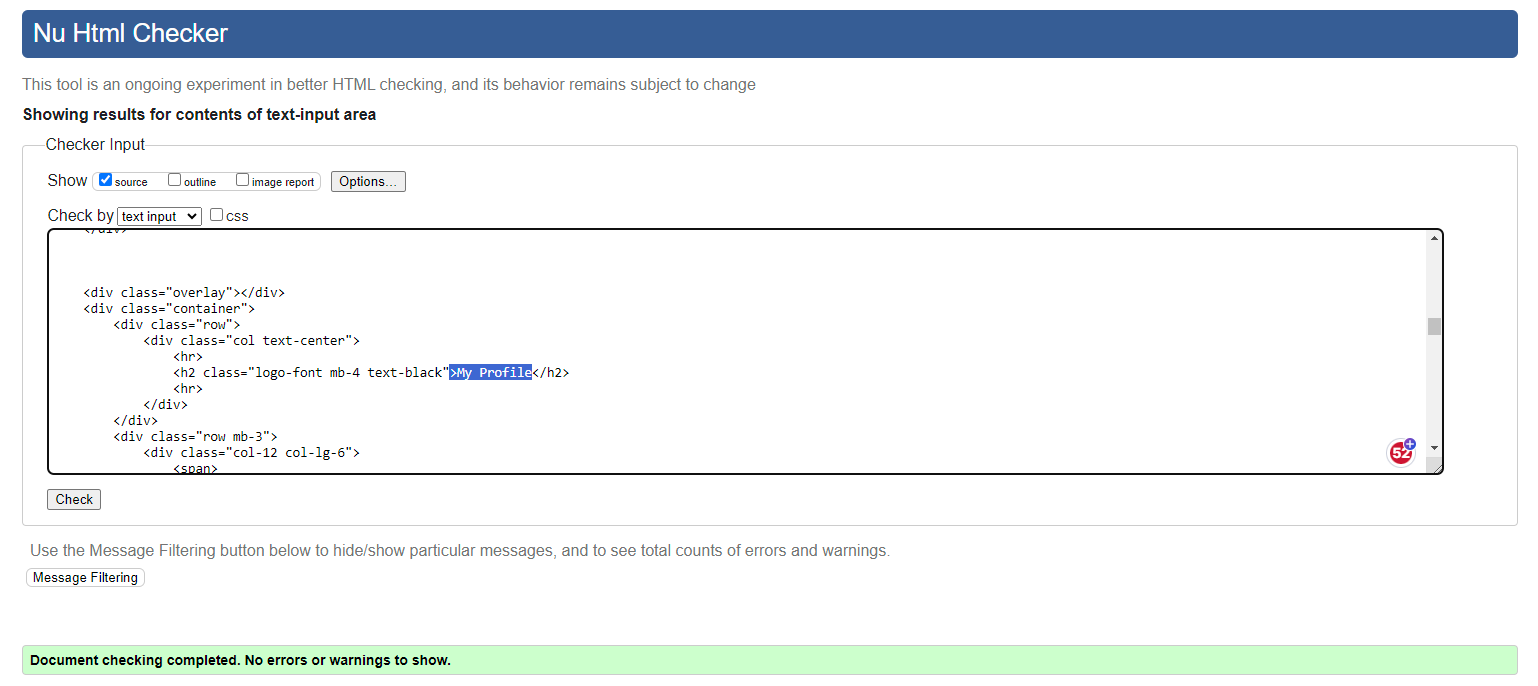 Nu Html Checker
This tool is an ongoing experiment in better HTML checking, and its behavior remains subject to change
Showing results for contents of text-input area
Checker Input
Show source outline image report Options...
Check by text input css
</div>
<div class="overlay"></div>
<div class="container">
<div class="row">
<div class="col text-center">
<hr>
<h2 class="logo-font mb-4 text-black">My Profile</h2>
<hr>
</div>
</div>
<div class="row mb-3">
<div class="col-12 col-lg-6">
<span>
52
Check
Use the Message Filtering button below to hide/show particular messages, and to see total counts of errors and warnings.
Message Filtering
Document checking completed. No errors or warnings to show.